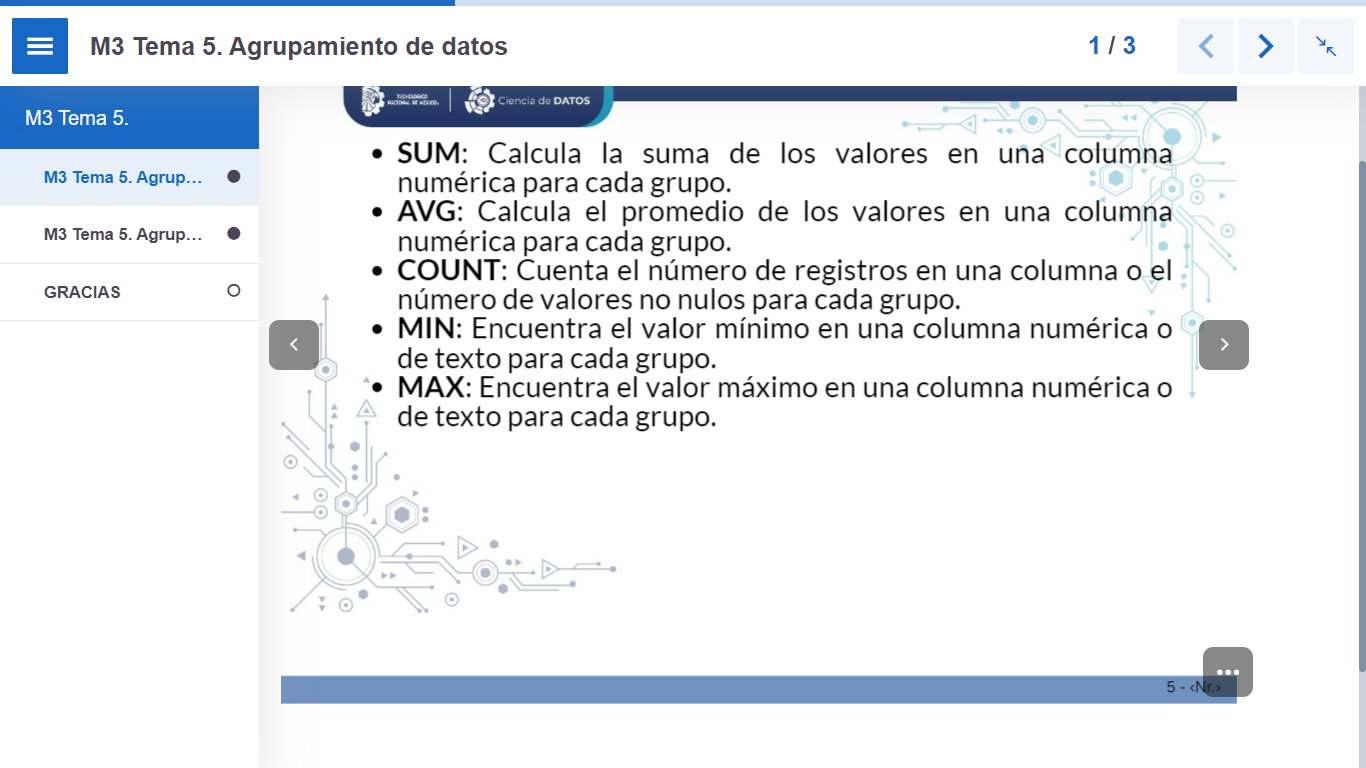 M3 Tema 5. Agrupamiento de datos
1 / 3
M3 Tema 5.
M3 Tema 5. Agrup...
M3 Tema 5. Agrup...
GRACIAS
TECNOLÓGICO
NACIONAL DE MÉXICO
Ciencia de DATOS
• SUM: Calcula la suma de los valores en una columna
numérica para cada grupo.
• AVG: Calcula el promedio de los valores en una columna
numérica para cada grupo.
• COUNT: Cuenta el número de registros en una columna o el
número de valores no nulos para cada grupo.
• MIN: Encuentra el valor mínimo en una columna numérica o
de texto para cada grupo.
• MAX: Encuentra el valor máximo en una columna numérica o
de texto para cada grupo.
5 - ‹Nr.›